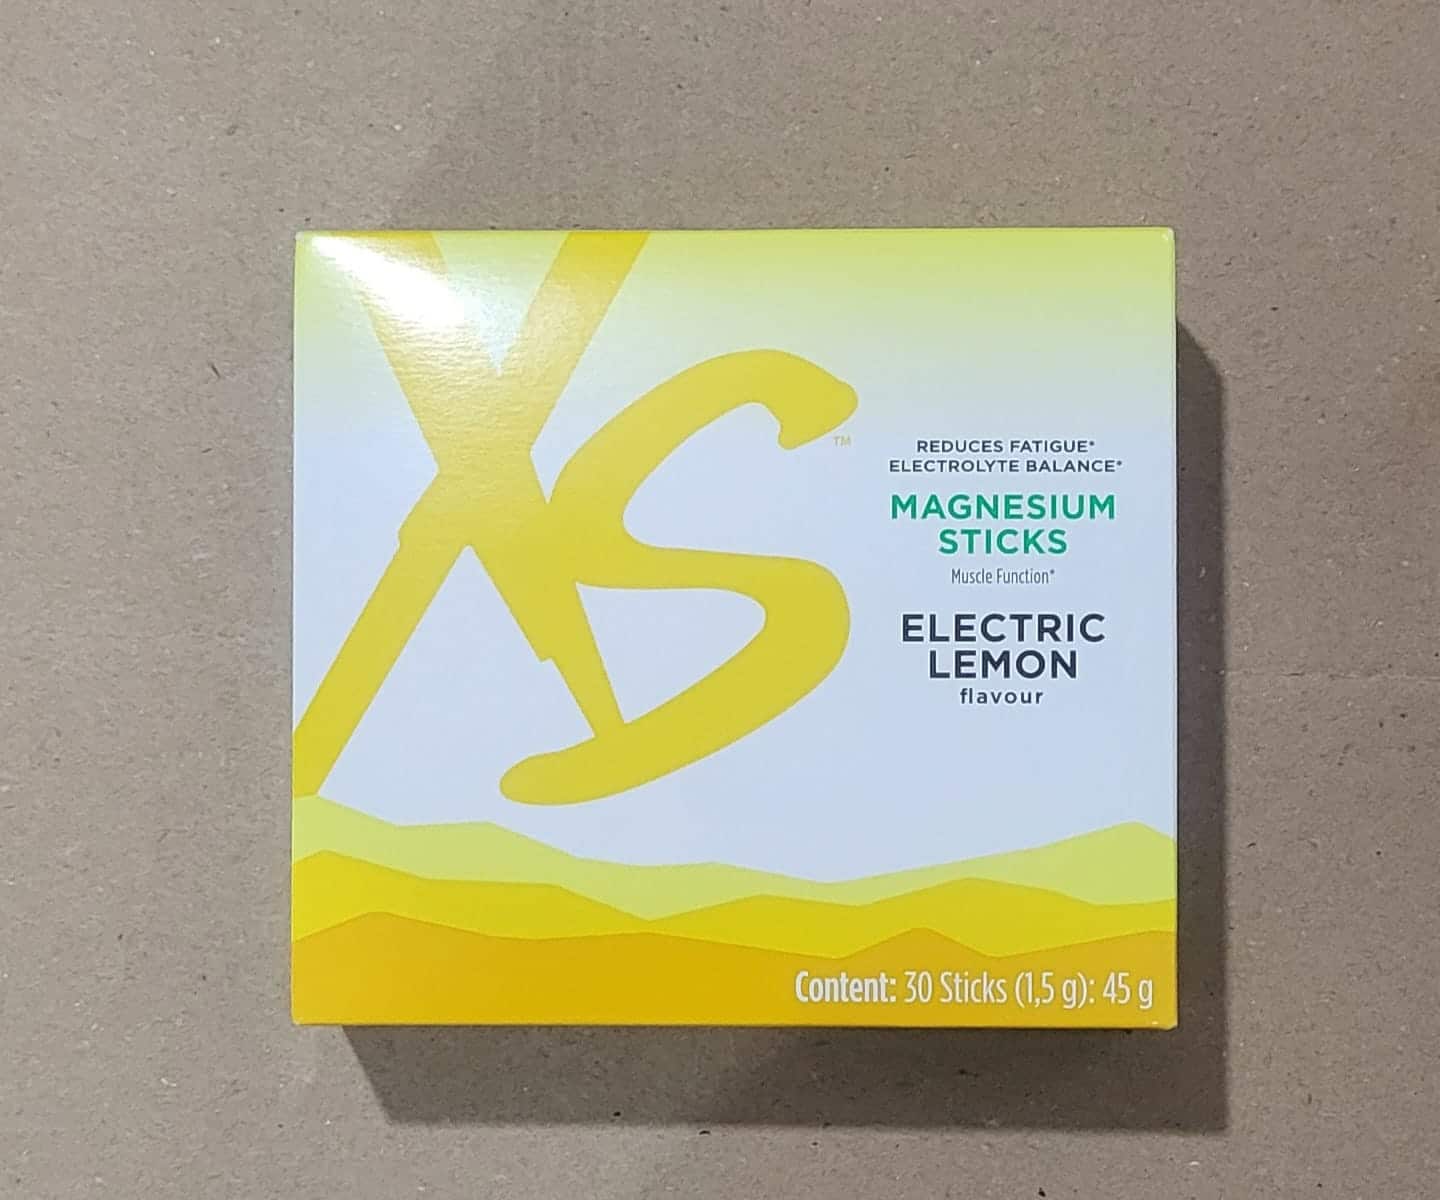 XS™
REDUCES FATIGUE*
ELECTROLYTE BALANCE*
MAGNESIUM
STICKS
Muscle Function*
ELECTRIC
LEMON
flavour
Content: 30 Sticks (1,5 g): 45 g